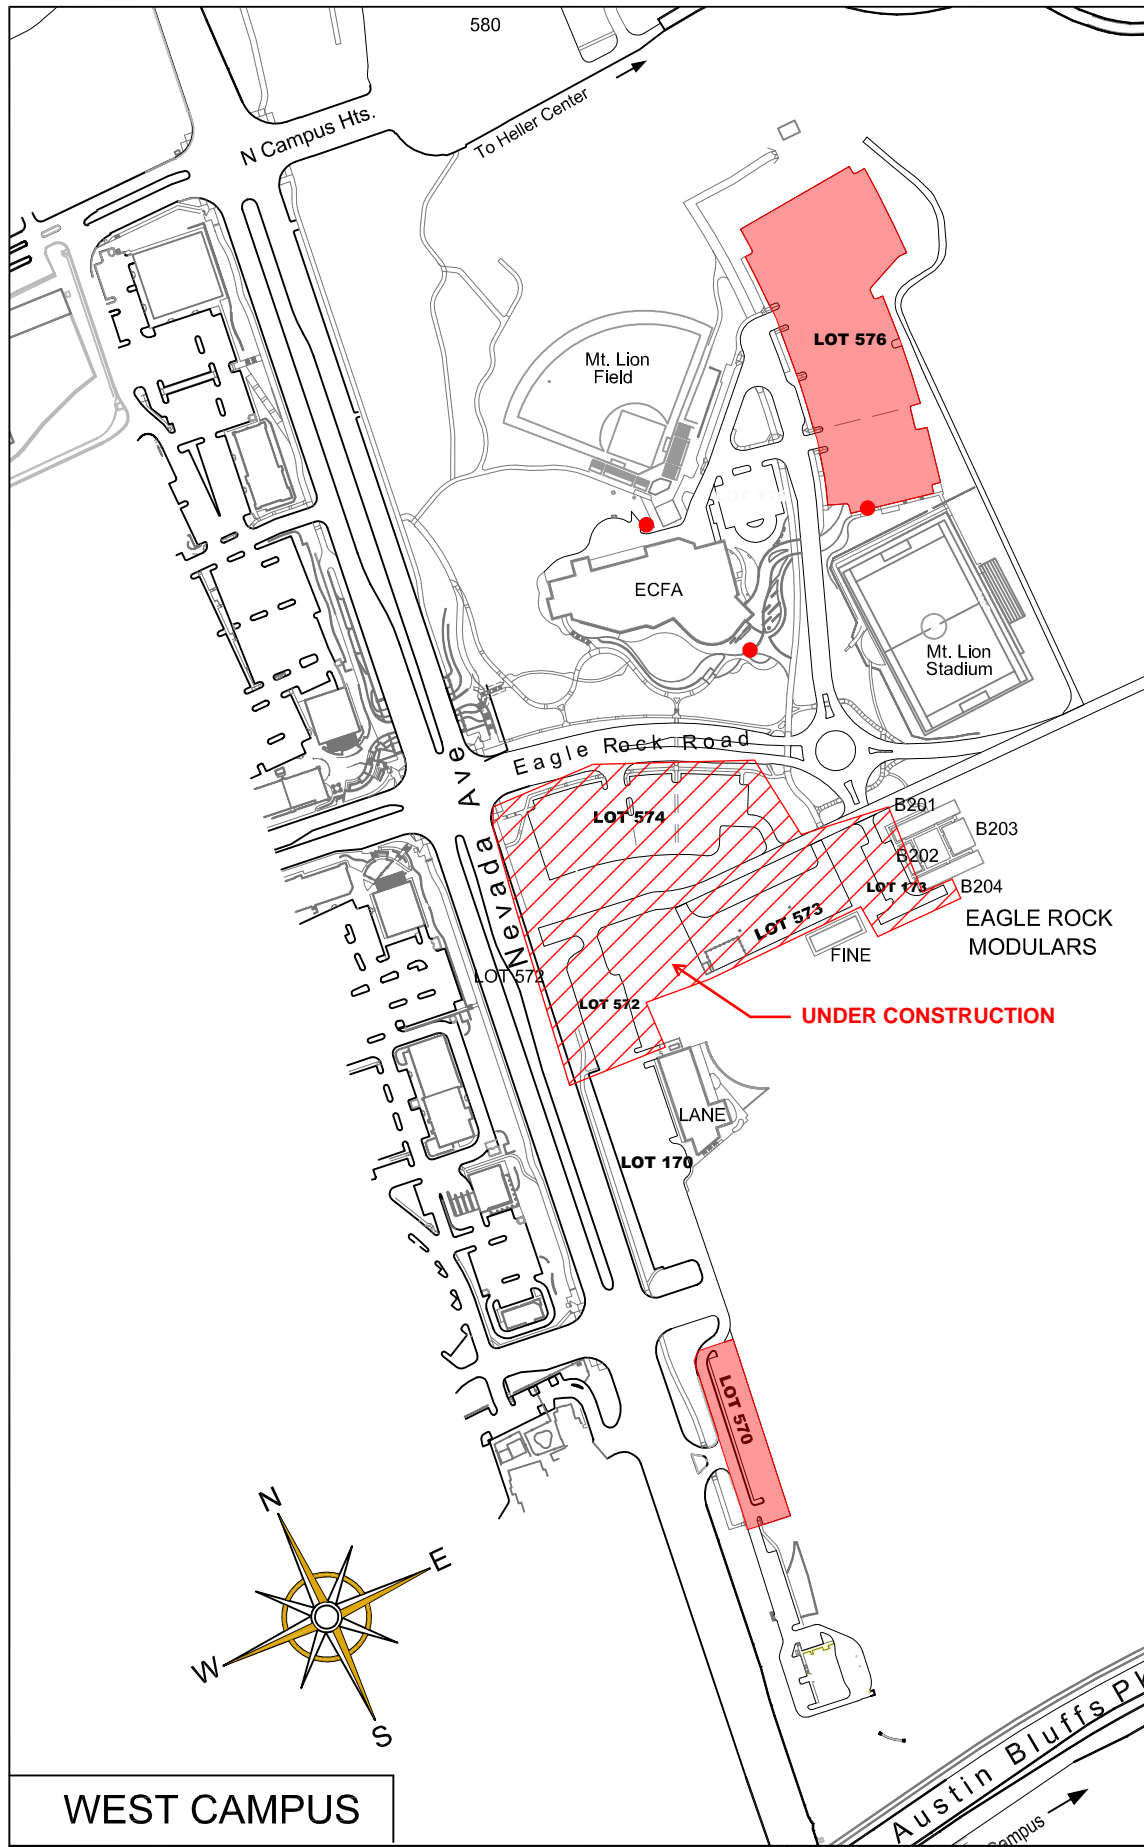 580
N Campus Hts.
To Heller Center
LOT 576
Mt. Lion
Field
LOT 17
ECFA
Mt. Lion
Stadium
Eagle Rock Road
Nevada Ave
LOT 574
B201
B203
B202
LOT 173
B204
LOT 573
EAGLE ROCK
MODULARS
FINE
LOT 572
LOT 572
UNDER CONSTRUCTION
LANE
LOT 170
LOT 570
N
E
W
S
Austin Bluffs Pk
Campus
WEST CAMPUS